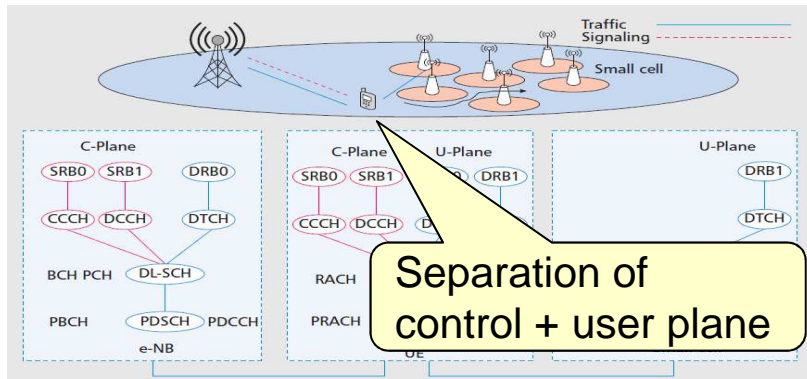 Traffic
Signaling
Small cell
C-Plane
SRB0 SRB1 DRB0
CCCH DCCH DTCH
BCH PCH DL-SCH
PBCH PDSCH PDCCH
e-NB
C-Plane U-Plane
SRB0 SRB1 DRB1
CCCH DCCH
RACH
PRACH
UE
U-Plane
DRB1
DTCH
Separation of
control + user plane